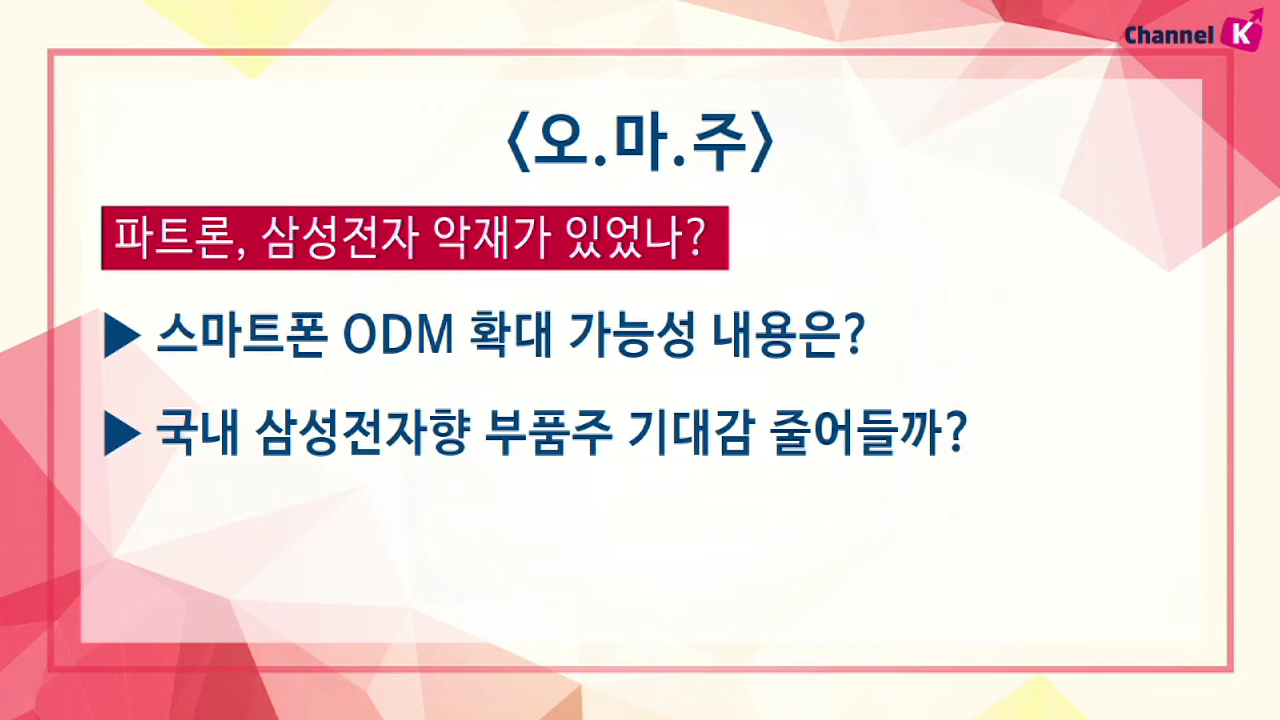 Channel K
〈오.마.주〉
파트론, 삼성전자 악재가 있었나?
▶ 스마트폰 ODM 확대 가능성 내용은?
▶ 국내 삼성전자향 부품주 기대감 줄어들까?